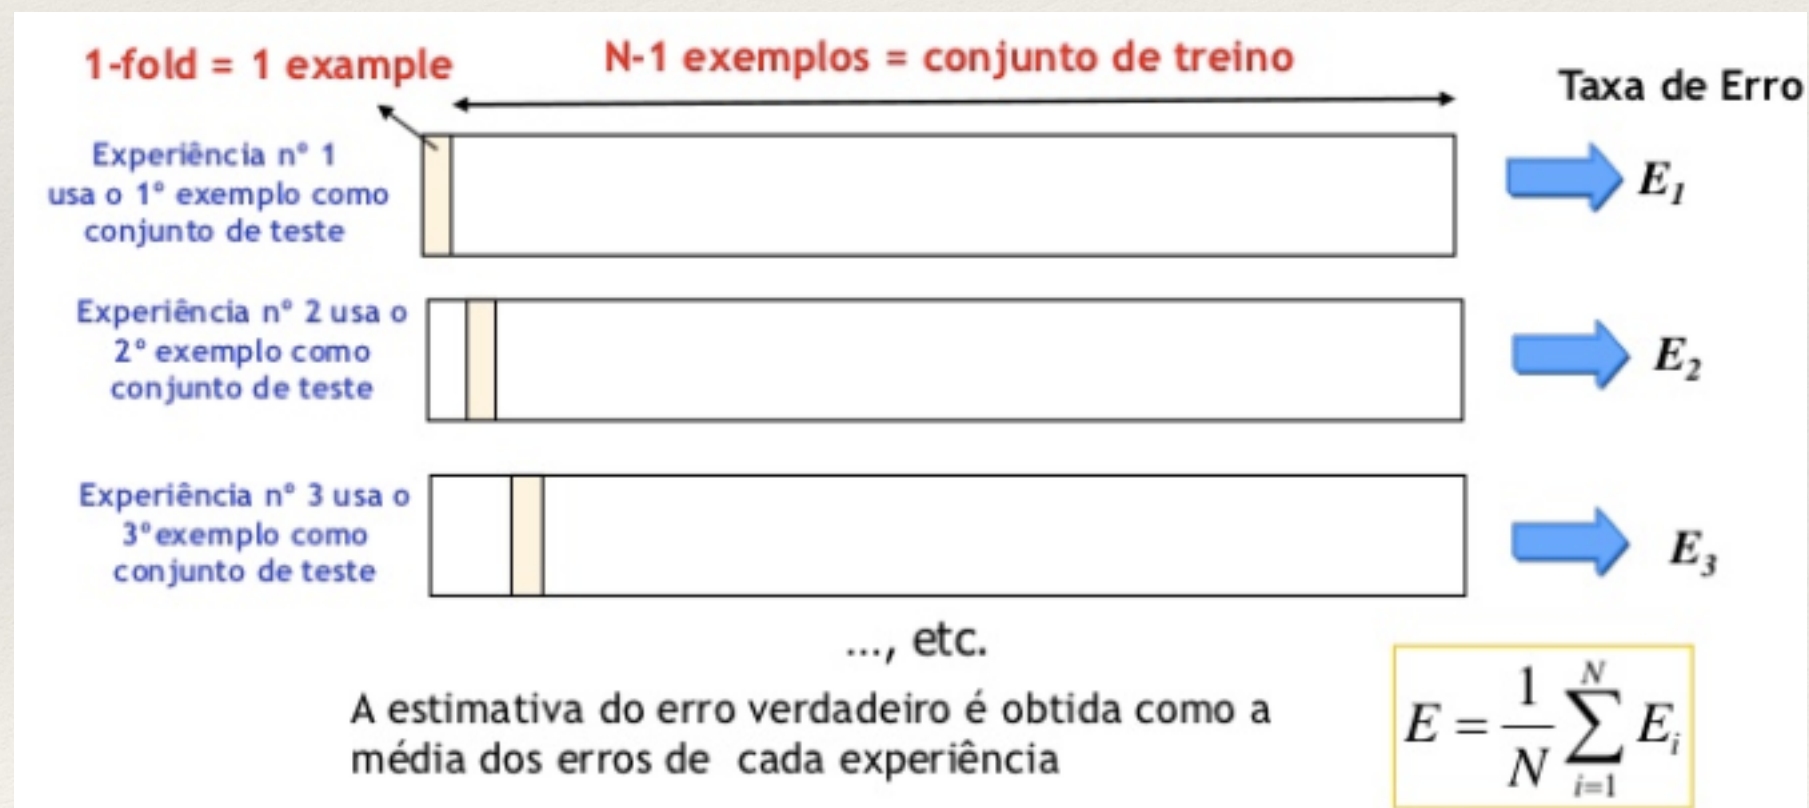 1-fold = 1 example
N-1 exemplos = conjunto de treino
Taxa de Erro
Experiência nº 1
usa o 1º exemplo como
conjunto de teste
E₁
Experiência nº 2 usa o
2º exemplo como
conjunto de teste
E₂
Experiência nº 3 usa o
3ºexemplo como
conjunto de teste
E₃
..., etc.
A estimativa do erro verdadeiro é obtida como a
média dos erros de cada experiência
E = 1/N ∑_{i=1}^{N} E_i